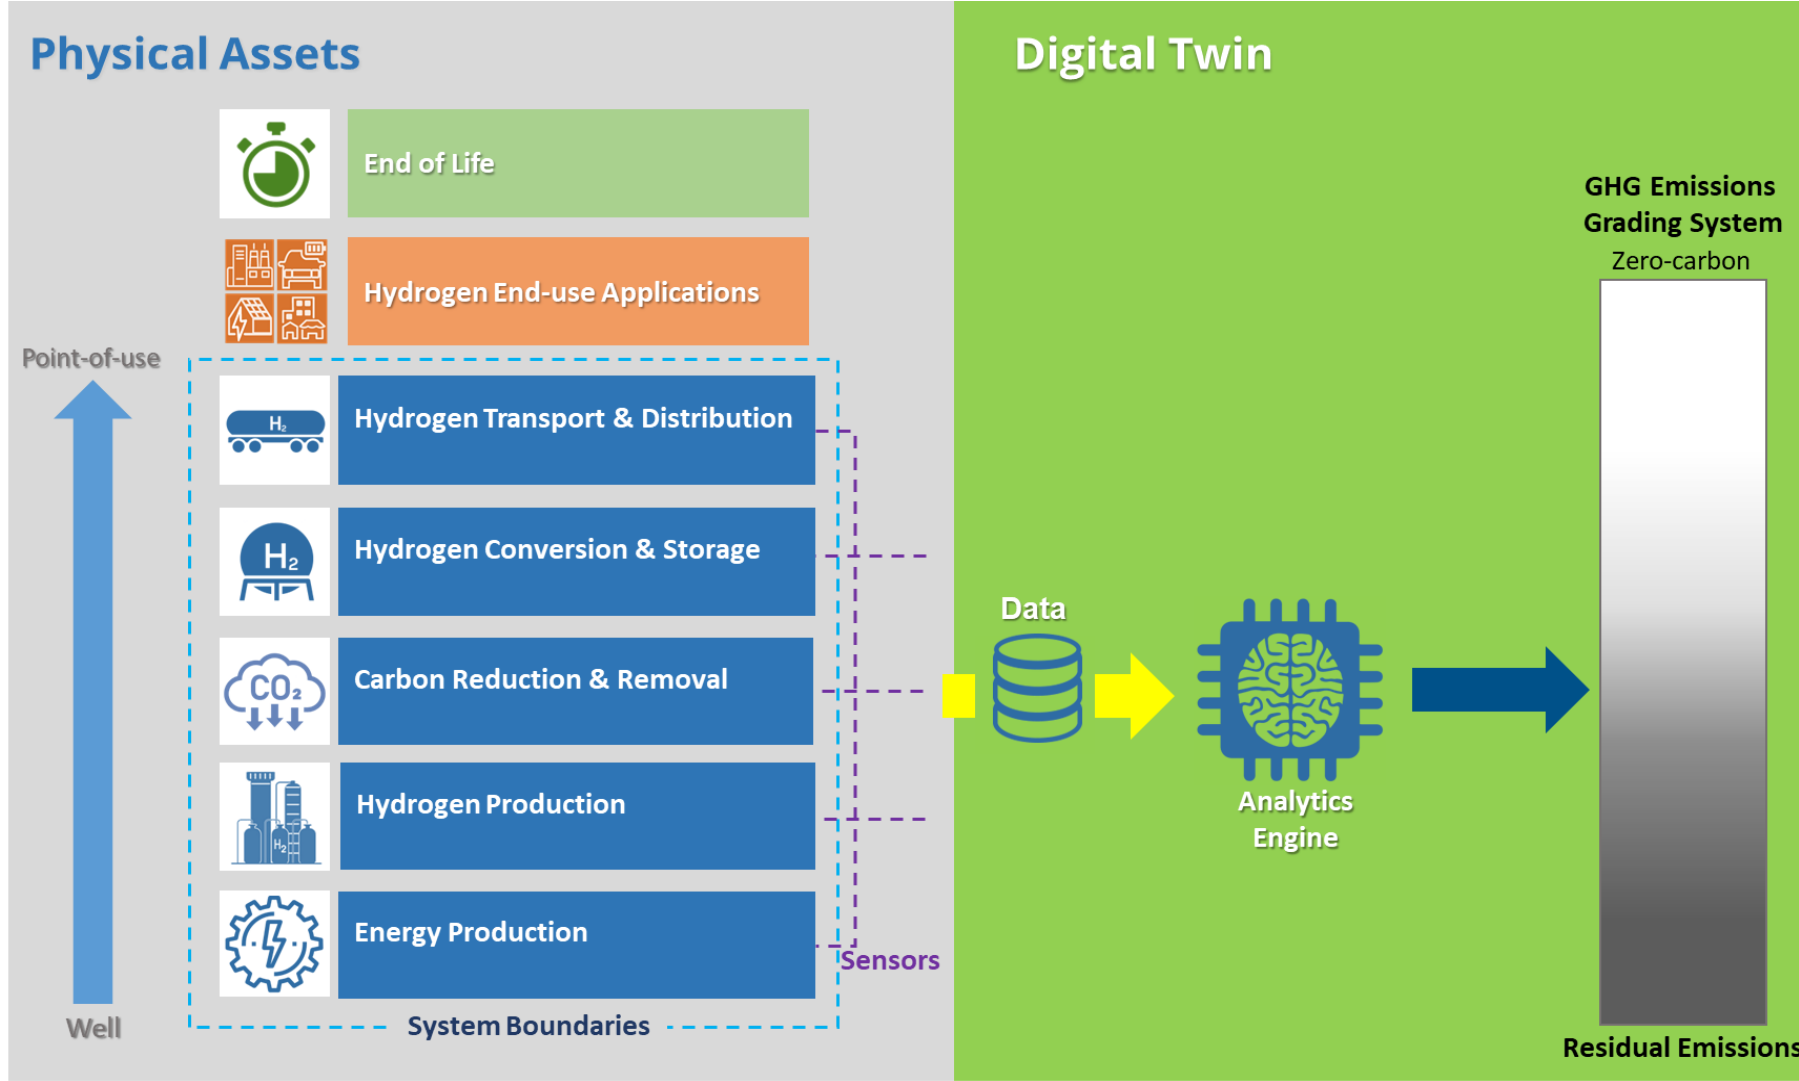 Physical Assets
Digital Twin
End of Life
Hydrogen End-use Applications
Point-of-use
H₂
Hydrogen Transport & Distribution
H₂
Hydrogen Conversion & Storage
CO₂
Carbon Reduction & Removal
H₂
Hydrogen Production
Energy Production
Sensors
System Boundaries
Well
Data
Analytics
Engine
GHG Emissions
Grading System
Zero-carbon
Residual Emissions